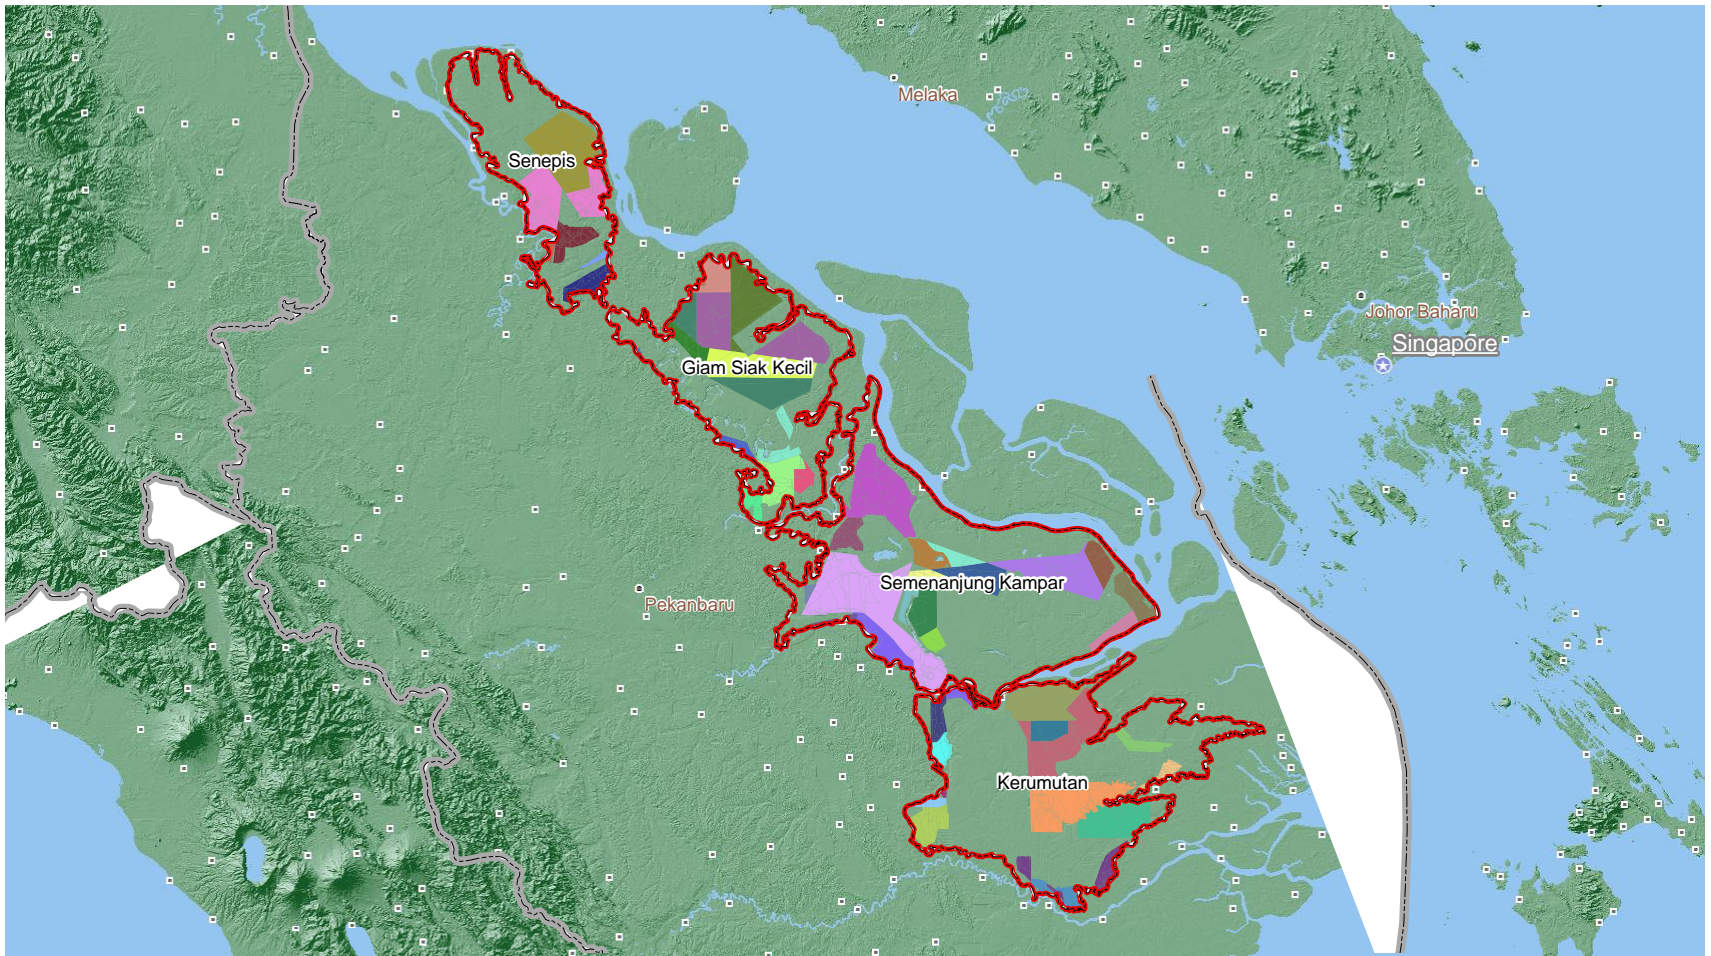 Melaka
Senepis
Johor Baharu
Singapore
Giam Siak Kecil
Semenanjung Kampar
Pekanbaru
Kerumutan